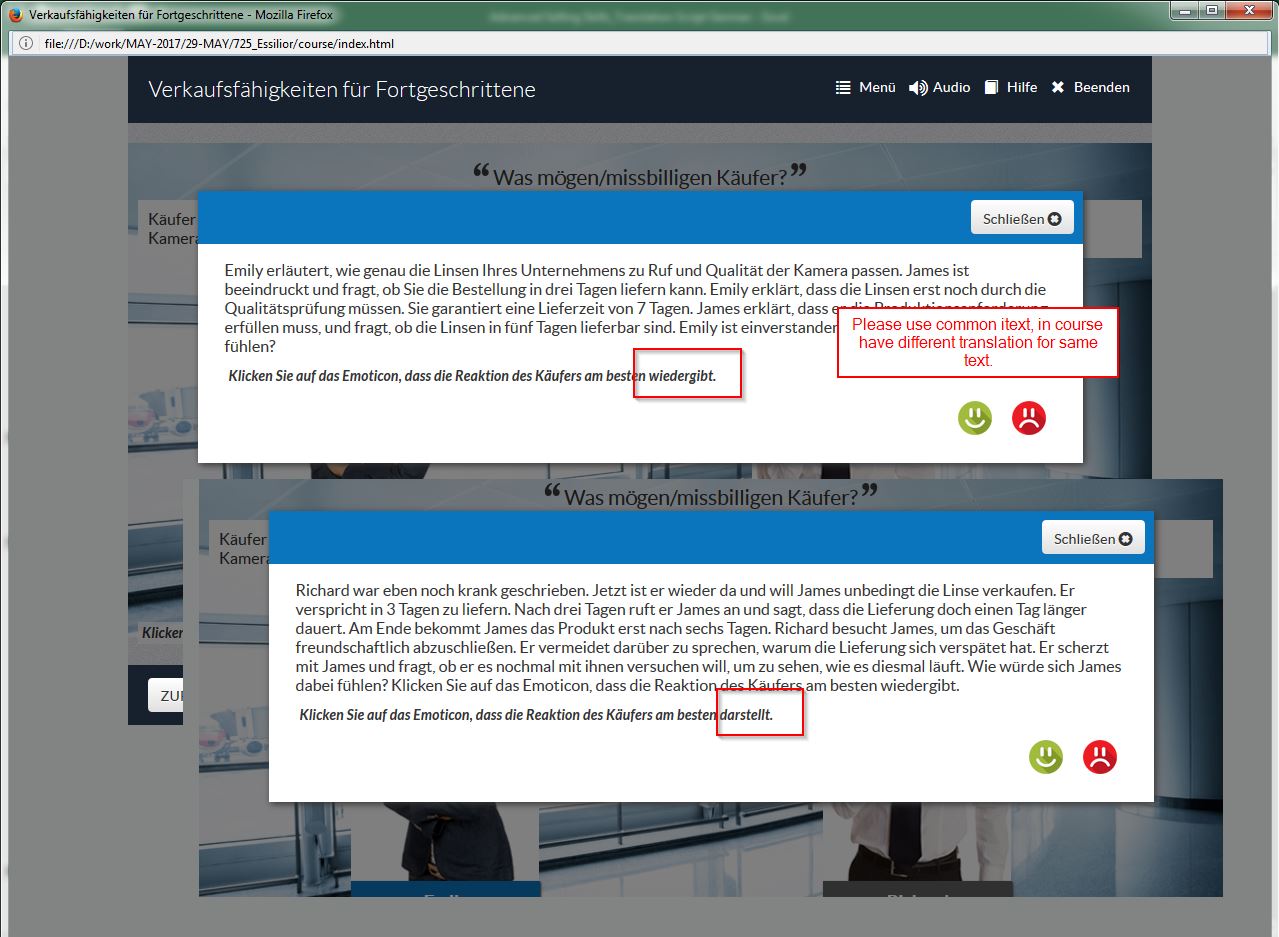 Verkaufsfähigkeiten für Fortgeschrittene - Mozilla Firefox
file:///D:/work/MAY-2017/29-MAY/725_Essilior/course/index.html
Verkaufsfähigkeiten für Fortgeschrittene
Menü Audio Hilfe Beenden
“ Was mögen/missbilligen Käufer? ”
Käufer
Kamera
Schließen
Emily erläutert, wie genau die Linsen Ihres Unternehmens zu Ruf und Qualität der Kamera passen. James ist
beeindruckt und fragt, ob Sie die Bestellung in drei Tagen liefern kann. Emily erklärt, dass die Linsen erst noch durch die
Qualitätsprüfung müssen. Sie garantiert eine Lieferzeit von 7 Tagen. James erklärt, dass er die Produktionsanforderung
erfüllen muss, und fragt, ob die Linsen in fünf Tagen lieferbar sind. Emily ist einverstanden
fühlen?
Please use common itext, in course
have different translation for same
text.
Klicken Sie auf das Emoticon, dass die Reaktion des Käufers am besten wiedergibt.
“ Was mögen/missbilligen Käufer? ”
Käufer
Kamera
Schließen
Richard war eben noch krank geschrieben. Jetzt ist er wieder da und will James unbedingt die Linse verkaufen. Er
verspricht in 3 Tagen zu liefern. Nach drei Tagen ruft er James an und sagt, dass die Lieferung doch einen Tag länger
dauert. Am Ende bekommt James das Produkt erst nach sechs Tagen. Richard besucht James, um das Geschäft
freundschaftlich abzuschließen. Er vermeidet darüber zu sprechen, warum die Lieferung sich verspätet hat. Er scherzt
mit James und fragt, ob er es nochmal mit ihnen versuchen will, um zu sehen, wie es diesmal läuft. Wie würde sich James
dabei fühlen? Klicken Sie auf das Emoticon, dass die Reaktion des Käufers am besten wiedergibt.
Klicken Sie auf das Emoticon, dass die Reaktion des Käufers am besten darstellt.
Klicken
ZUR